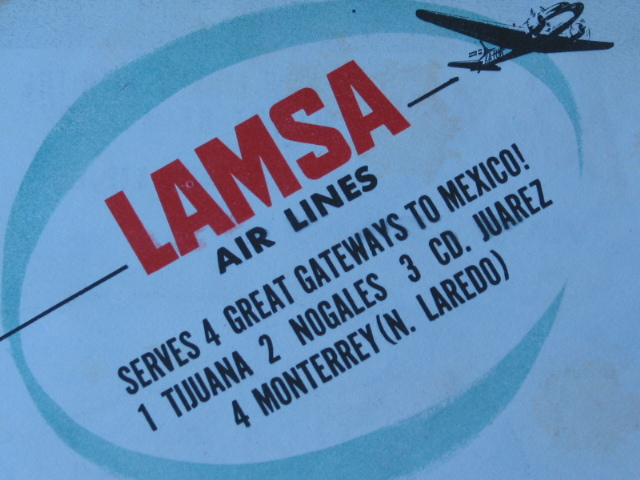 LAMSA
AIR LINES
SERVES 4 GREAT GATEWAYS TO MEXICO!
1 TIJUANA 2 NOGALES 3 CD. JUAREZ
4 MONTERREY (N. LAREDO)